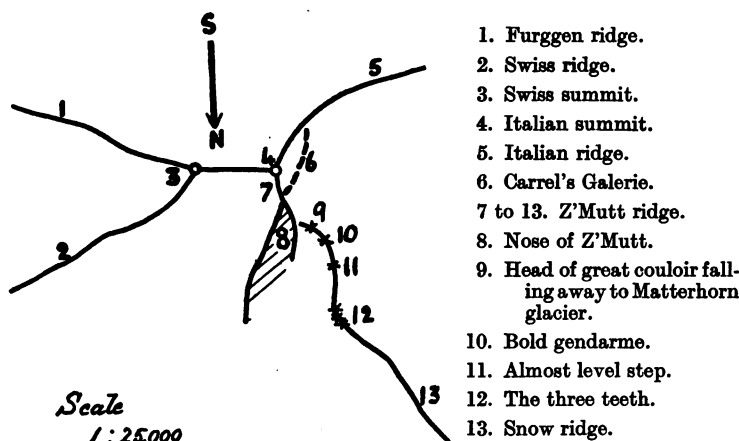 S
N
1
2
3
4
5
6
7
8
9
10
11
12
13
Scale
1:25000
1. Furggen ridge.
2. Swiss ridge.
3. Swiss summit.
4. Italian summit.
5. Italian ridge.
6. Carrel's Galerie.
7 to 13. Z'Mutt ridge.
8. Nose of Z'Mutt.
9. Head of great couloir fall-
ing away to Matterhorn
glacier.
10. Bold gendarme.
11. Almost level step.
12. The three teeth.
13. Snow ridge.